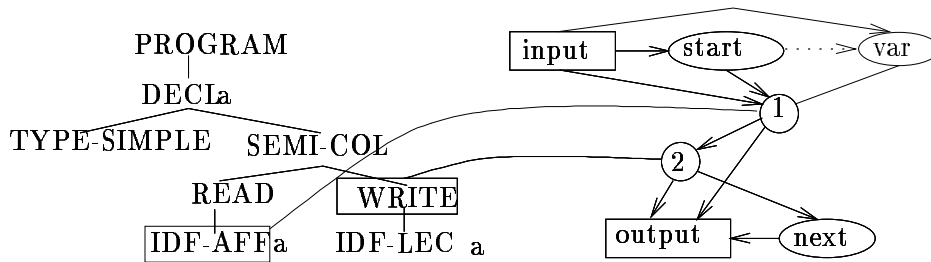 PROGRAM
DECLa
TYPE-SIMPLE
SEMI-COL
READ
WRITE
IDF-AFFa
IDF-LEC a
input
start
var
1
2
output
next